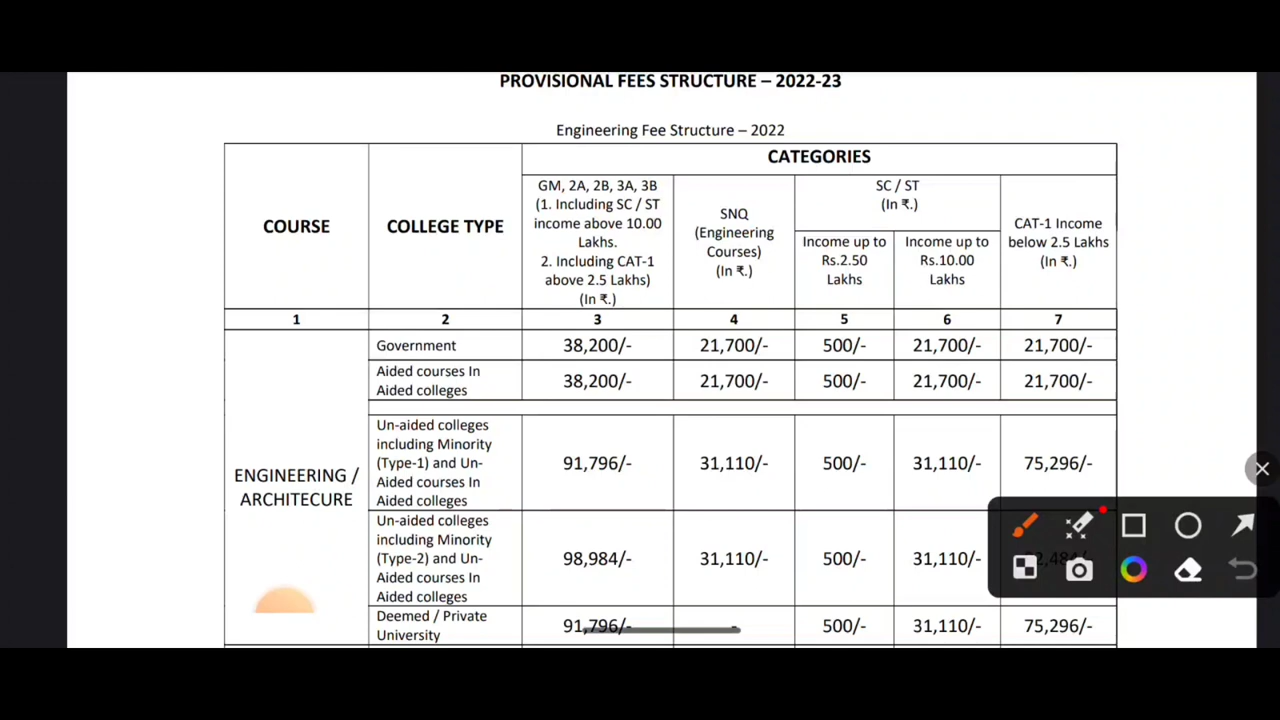 PROVISIONAL FEES STRUCTURE – 2022-23
Engineering Fee Structure – 2022
COURSE
COLLEGE TYPE
CATEGORIES
GM, 2A, 2B, 3A, 3B
(1. Including SC / ST
income above 10.00
Lakhs.
2. Including CAT-1
above 2.5 Lakhs)
(In ₹.)
SNQ
(Engineering
Courses)
(In ₹.)
SC / ST
(In ₹.)
Income up to
Rs.2.50
Lakhs
Income up to
Rs.10.00
Lakhs
CAT-1 Income
below 2.5 Lakhs
(In ₹.)
1 2 3 4 5 6 7
ENGINEERING /
ARCHITECURE
Government 38,200/- 21,700/- 500/- 21,700/- 21,700/-
Aided courses In
Aided colleges
38,200/- 21,700/- 500/- 21,700/- 21,700/-
Un-aided colleges
including Minority
(Type-1) and Un-
Aided courses In
Aided colleges
91,796/- 31,110/- 500/- 31,110/- 75,296/-
Un-aided colleges
including Minority
(Type-2) and Un-
Aided courses In
Aided colleges
98,984/- 31,110/- 500/- 31,110/-
Deemed / Private
University
91,796/- - 500/- 31,110/- 75,296/-